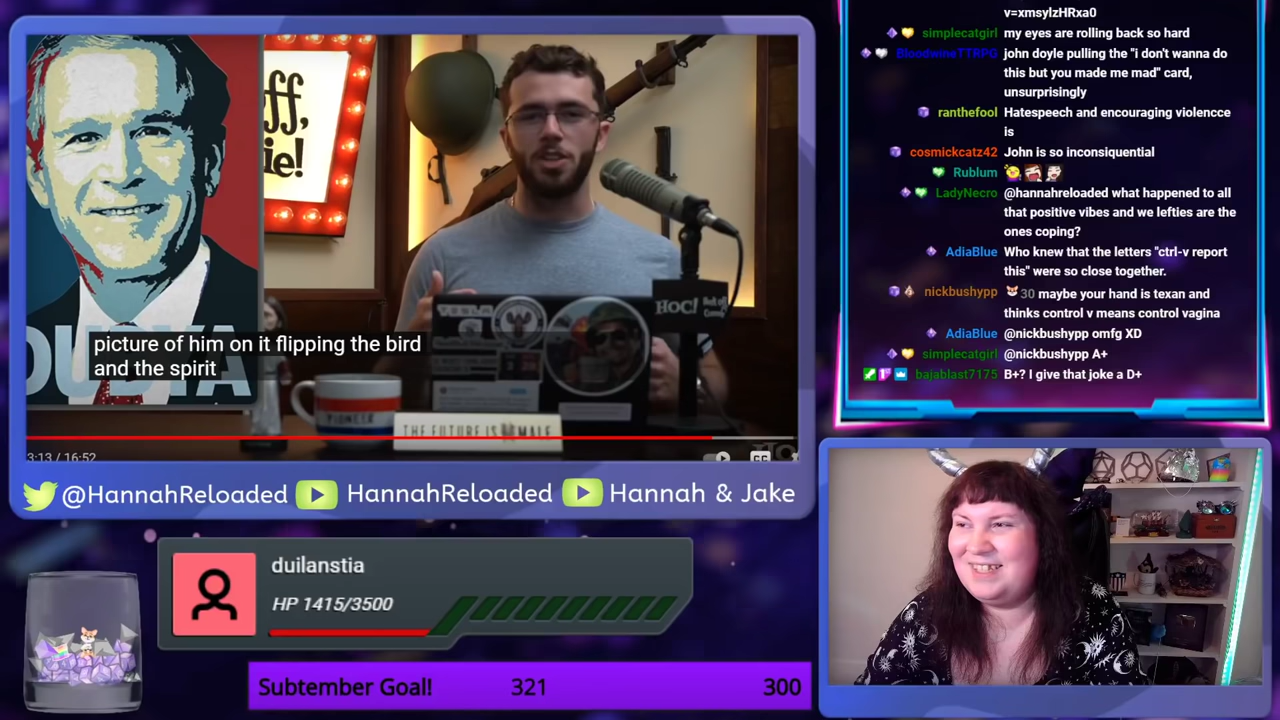 ff,
ie!
DUBYA
picture of him on it flipping the bird
and the spirit
TESLA
HOC!
PIONEER
THE FUTURE IS MALE
3:13 / 16:52
CC
@HannahReloaded
HannahReloaded
Hannah & Jake
duilanstia
HP 1415/3500
Subtember Goal! 321 300
v=xmsylzHRxa0
simplecatgirl my eyes are rolling back so hard
BloodwineTTRPG john doyle pulling the "i don't wanna do
this but you made me mad" card,
unsurprisingly
ranthefool Hatespeech and encouraging violencce
is
cosmickcatz42 John is so inconsiquential
Rublum
LadyNecro @hannahreloaded what happened to all
that positive vibes and we lefties are the
ones coping?
AdiaBlue Who knew that the letters "ctrl-v report
this" were so close together.
nickbushypp 30 maybe your hand is texan and
thinks control v means control vagina
AdiaBlue @nickbushypp omfg XD
simplecatgirl @nickbushypp A+
bajablast7175 B+? I give that joke a D+